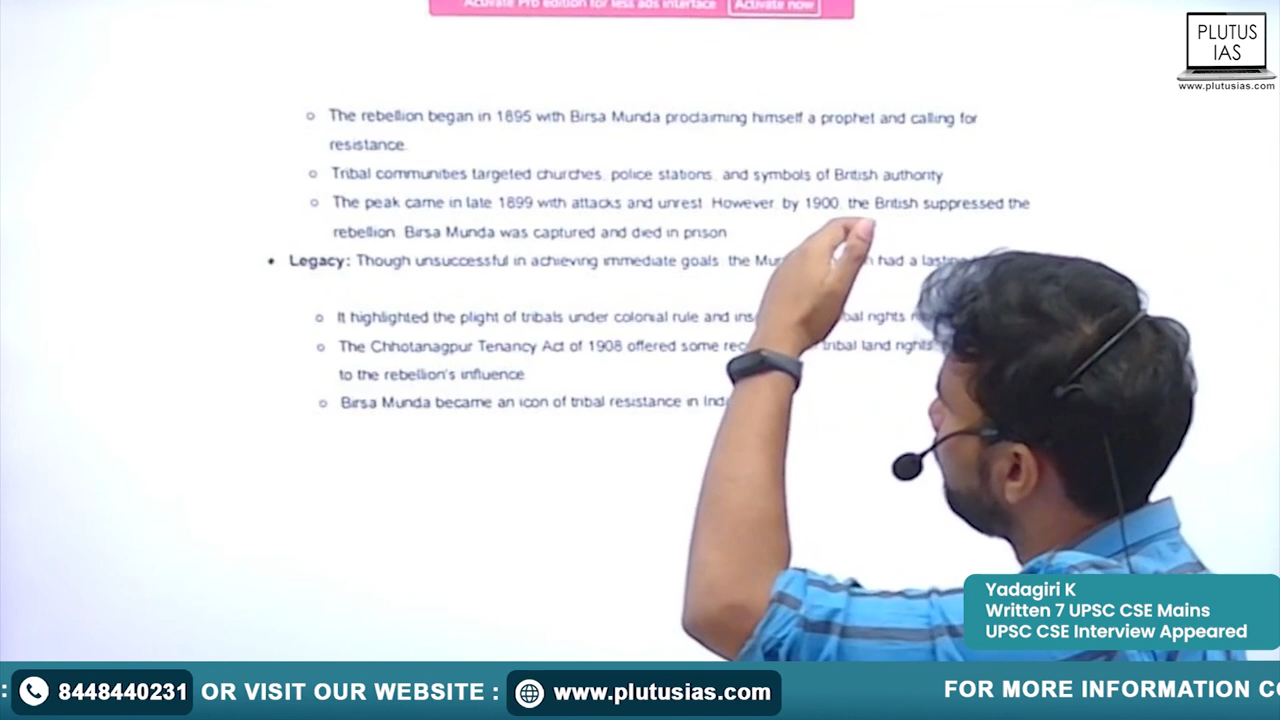 Activate Pro edition for less ads interface Activate now
PLUTUS
IAS
www.plutusias.com
The rebellion began in 1895 with Birsa Munda proclaiming himself a prophet and calling for
resistance.
Tribal communities targeted churches, police stations, and symbols of British authority
The peak came in late 1899 with attacks and unrest. However, by 1900, the British suppressed the
rebellion. Birsa Munda was captured and died in prison
Legacy: Though unsuccessful in achieving immediate goals, the had a lasting
It highlighted the plight of tribals under colonial rule and rights
The Chhotanagpur Tenancy Act of 1908 offered some tribal land rights,
to the rebellion's influence
Birsa Munda became an icon of tribal resistance in
Yadagiri K
Written 7 UPSC CSE Mains
UPSC CSE Interview Appeared
: 8448440231 OR VISIT OUR WEBSITE : www.plutusias.com FOR MORE INFORMATION